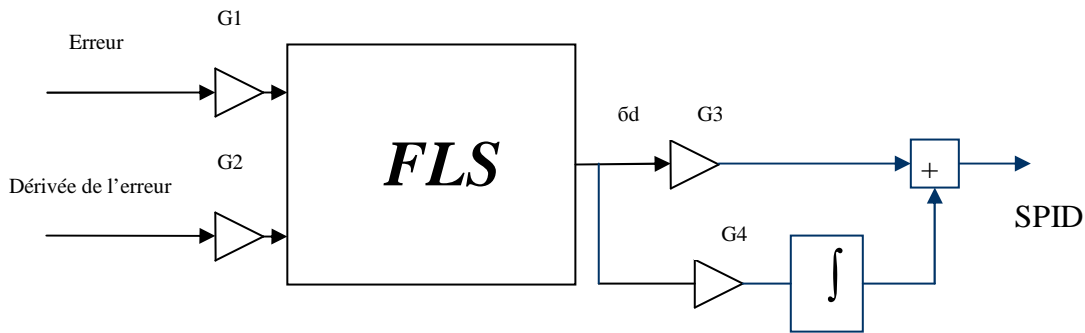 G1
Erreur
FLS
G2
Dérivée de l'erreur
бd
G3
+
SPID
G4
∫